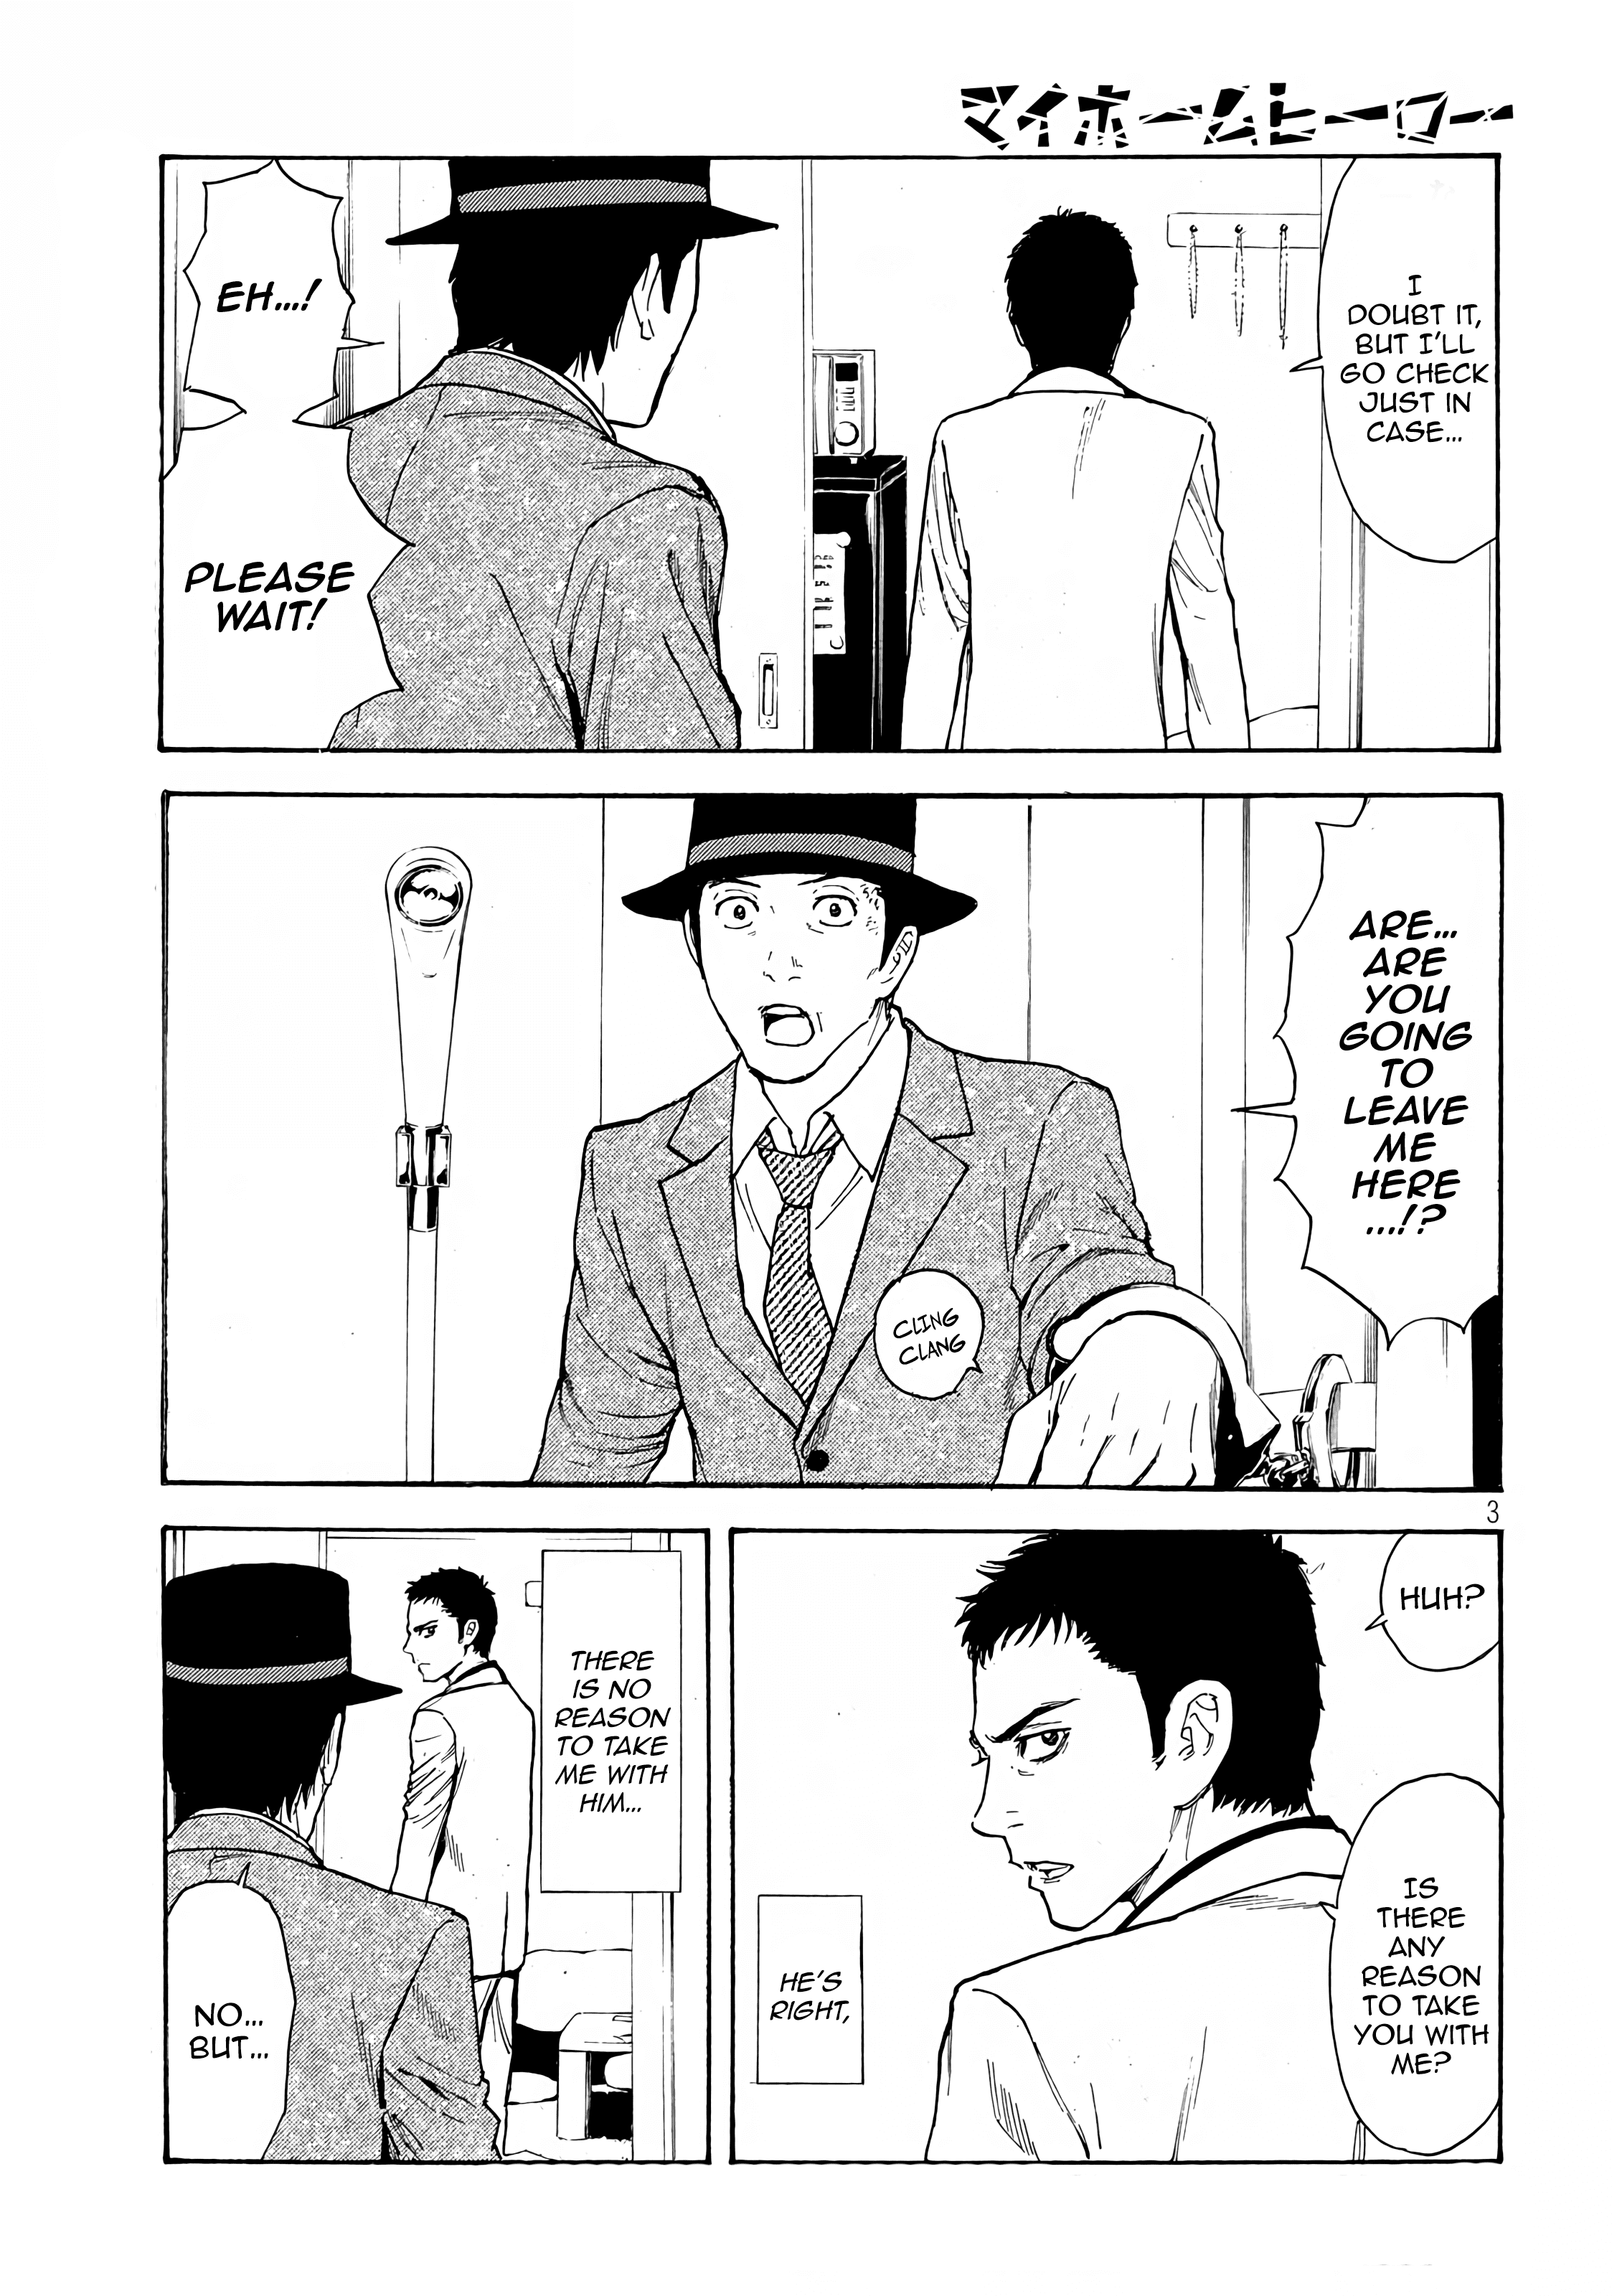 マイホームヒーロー
I
DOUBT IT,
BUT I'LL
GO CHECK
JUST IN
CASE...
EH...!
PLEASE
WAIT!
ARE...
ARE
YOU
GOING
TO
LEAVE
ME
HERE
...!?
CLING
CLANG
3
HUH?
IS
THERE
ANY
REASON
TO TAKE
YOU WITH
ME?
HE'S
RIGHT,
THERE
IS NO
REASON
TO TAKE
ME WITH
HIM...
NO...
BUT...